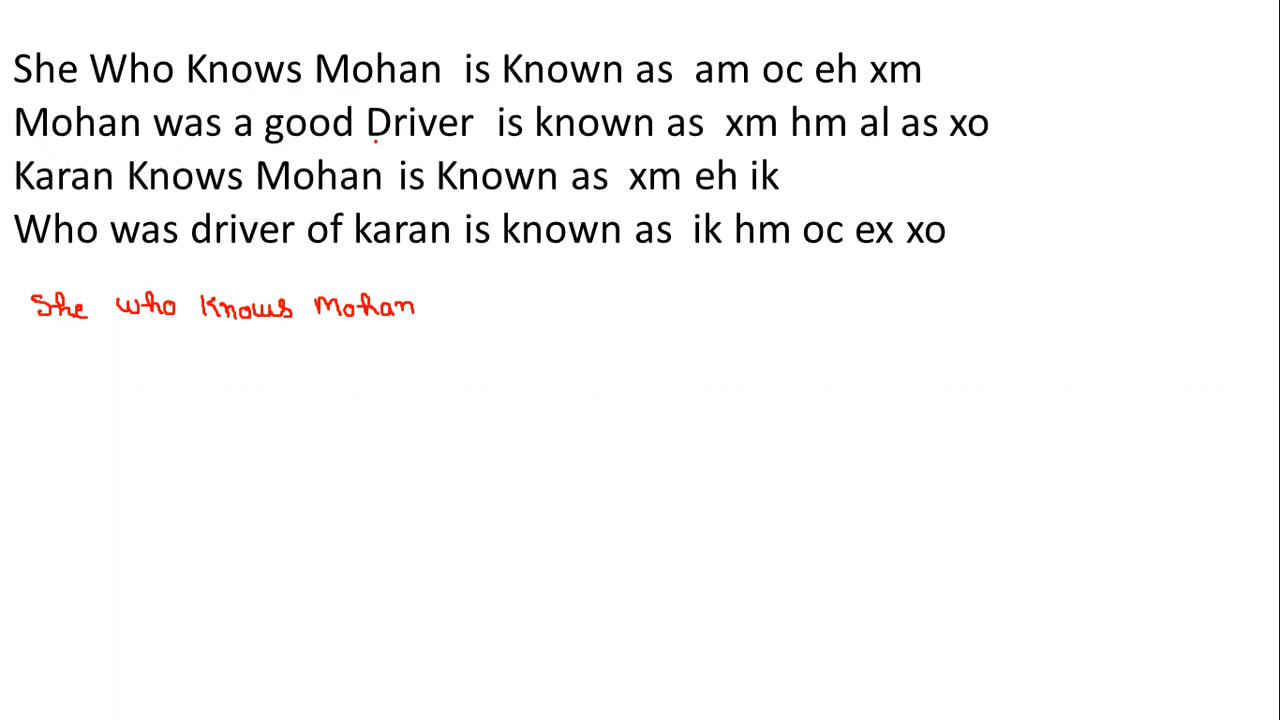 She Who Knows Mohan is Known as am oc eh xm
Mohan was a good Driver is known as xm hm al as xo
Karan Knows Mohan is Known as xm eh ik
Who was driver of karan is known as ik hm oc ex xo
She who Knows Mohan